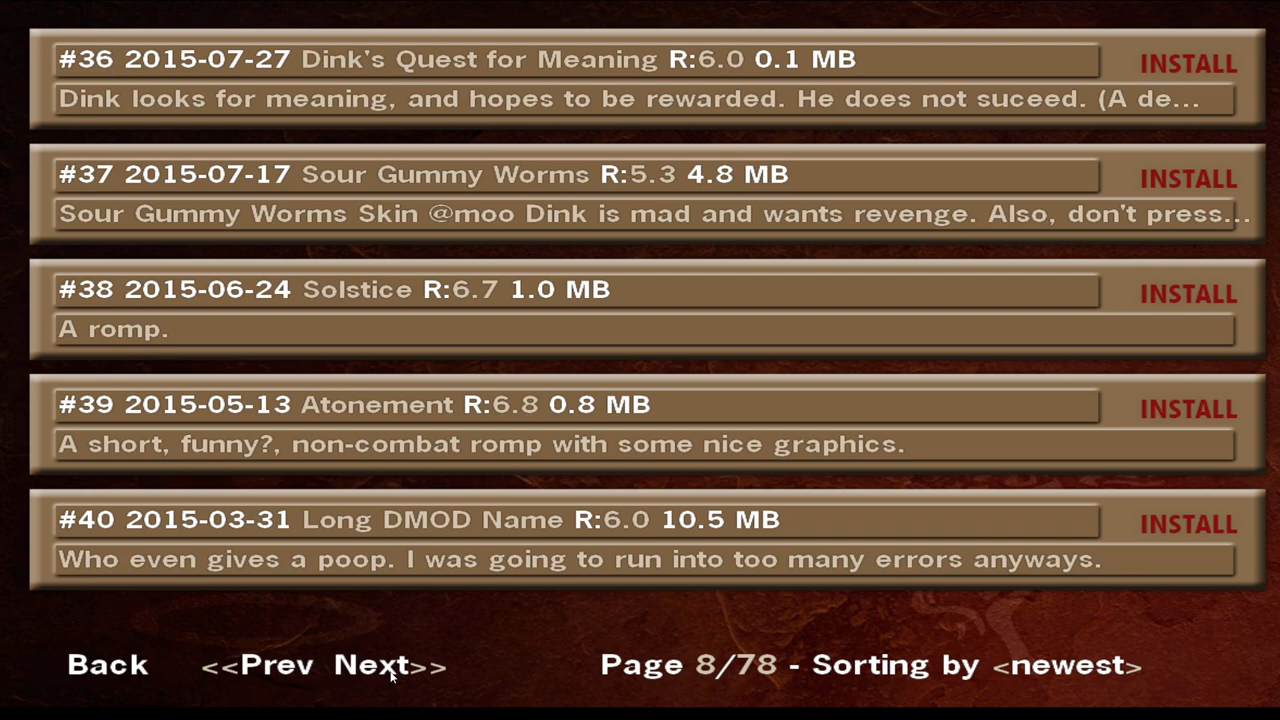 #36 2015-07-27 Dink's Quest for Meaning R:6.0 0.1 MB INSTALL
Dink looks for meaning, and hopes to be rewarded. He does not suceed. (A de...
#37 2015-07-17 Sour Gummy Worms R:5.3 4.8 MB INSTALL
Sour Gummy Worms Skin @moo Dink is mad and wants revenge. Also, don't press...
#38 2015-06-24 Solstice R:6.7 1.0 MB INSTALL
A romp.
#39 2015-05-13 Atonement R:6.8 0.8 MB INSTALL
A short, funny?, non-combat romp with some nice graphics.
#40 2015-03-31 Long DMOD Name R:6.0 10.5 MB INSTALL
Who even gives a poop. I was going to run into too many errors anyways.
Back <<Prev Next>> Page 8/78 - Sorting by <newest>